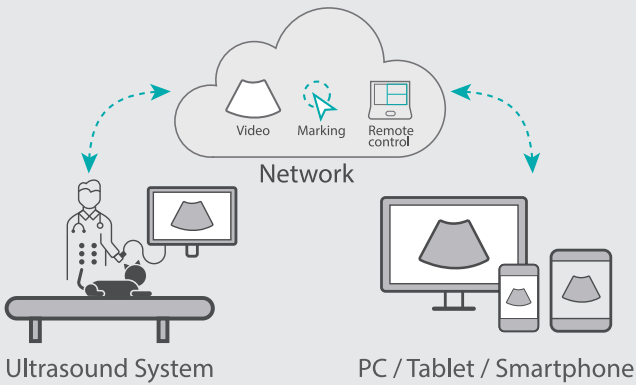 Video
Marking
Remote
control
Network
Ultrasound System
PC / Tablet / Smartphone